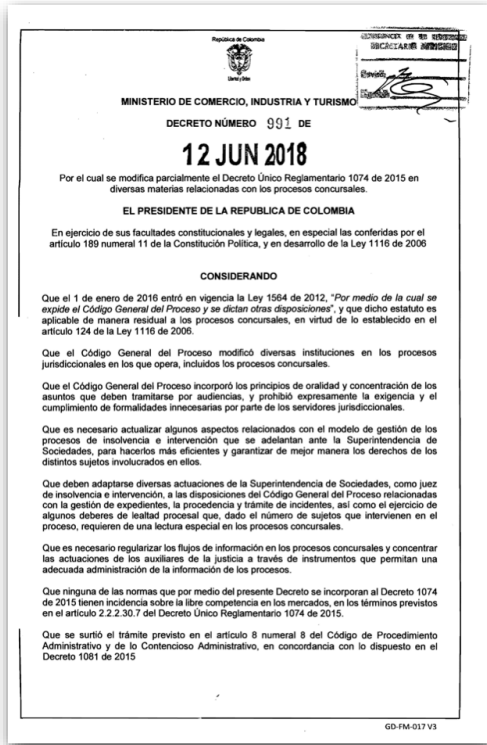 República de Colombia
Libertad y Orden
MINISTERIO DE COMERCIO, INDUSTRIA Y TURISMO
DECRETO NÚMERO 991 DE
12 JUN 2018
Por el cual se modifica parcialmente el Decreto Único Reglamentario 1074 de 2015 en
diversas materias relacionadas con los procesos concursales.
EL PRESIDENTE DE LA REPUBLICA DE COLOMBIA
En ejercicio de sus facultades constitucionales y legales, en especial las conferidas por el
artículo 189 numeral 11 de la Constitución Política, y en desarrollo de la Ley 1116 de 2006
CONSIDERANDO
Que el 1 de enero de 2016 entró en vigencia la Ley 1564 de 2012, "Por medio de la cual se
expide el Código General del Proceso y se dictan otras disposiciones", y que dicho estatuto es
aplicable de manera residual a los procesos concursales, en virtud de lo establecido en el
artículo 124 de la Ley 1116 de 2006.
Que el Código General del Proceso modificó diversas instituciones en los procesos
jurisdiccionales en los que opera, incluidos los procesos concursales.
Que el Código General del Proceso incorporó los principios de oralidad y concentración de los
asuntos que deben tramitarse por audiencias, y prohibió expresamente la exigencia y el
cumplimiento de formalidades innecesarias por parte de los servidores jurisdiccionales.
Que es necesario actualizar algunos aspectos relacionados con el modelo de gestión de los
procesos de insolvencia e intervención que se adelantan ante la Superintendencia de
Sociedades, para hacerlos más eficientes y garantizar de mejor manera los derechos de los
distintos sujetos involucrados en ellos.
Que deben adaptarse diversas actuaciones de la Superintendencia de Sociedades, como juez
de insolvencia e intervención, a las disposiciones del Código General del Proceso relacionadas
con la gestión de expedientes, la procedencia y trámite de incidentes, así como el ejercicio de
algunos deberes de lealtad procesal que, dado el número de sujetos que intervienen en el
proceso, requieren de una lectura especial en los procesos concursales.
Que es necesario regularizar los flujos de información en los procesos concursales y concentrar
las actuaciones de los auxiliares de la justicia a través de instrumentos que permitan una
adecuada administración de la información de los procesos.
Que ninguna de las normas que por medio del presente Decreto se incorporan al Decreto 1074
de 2015 tienen incidencia sobre la libre competencia en los mercados, en los términos previstos
en el artículo 2.2.2.30.7 del Decreto Único Reglamentario 1074 de 2015.
Que se surtió el trámite previsto en el artículo 8 numeral 8 del Código de Procedimiento
Administrativo y de lo Contencioso Administrativo, en concordancia con lo dispuesto en el
Decreto 1081 de 2015
GD-FM-017 V3